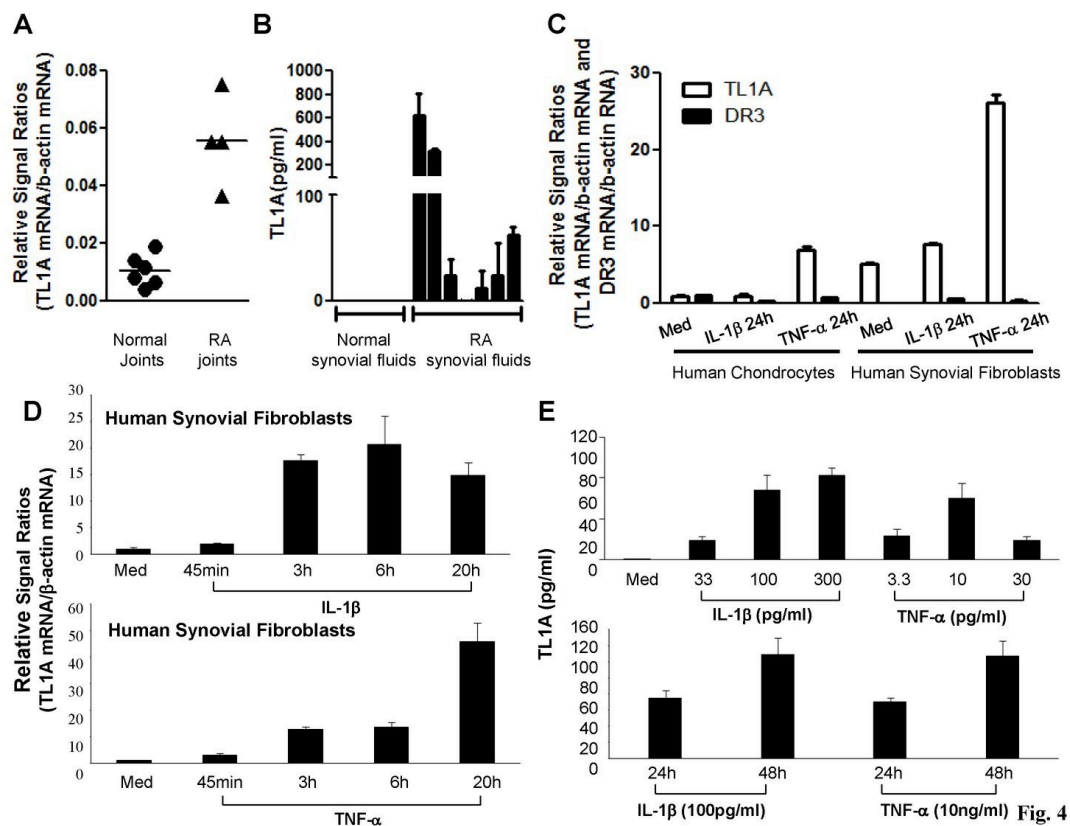 A
Relative Signal Ratios
(TL1A mRNA/b-actin mRNA)
0.08
0.06
0.04
0.02
0.00
Normal
Joints
RA
joints
B
TL1A(pg/ml)
1000
800
600
400
200
100
0
Normal
synovial fluids
RA
synovial fluids
C
Relative Signal Ratios
(TL1A mRNA/b-actin mRNA and
DR3 mRNA/b-actin RNA)
30
20
10
0
TL1A
DR3
Med
IL-1β 24h
TNF-α 24h
Med
IL-1β 24h
TNF-α 24h
Human Chondrocytes
Human Synovial Fibroblasts
D
Relative Signal Ratios
(TL1A mRNA/β-actin mRNA)
Human Synovial Fibroblasts
30
25
20
15
10
5
0
Med
45min
3h
6h
20h
IL-1β
Human Synovial Fibroblasts
60
50
40
30
20
10
0
Med
45min
3h
6h
20h
TNF-α
E
TL1A (pg/ml)
120
80
60
40
20
Med
33
100
300
3.3
10
30
IL-1β (pg/ml)
TNF-α (pg/ml)
160
120
100
80
60
40
0
24h
48h
24h
48h
IL-1β (100pg/ml)
TNF-α (10ng/ml)
Fig. 4